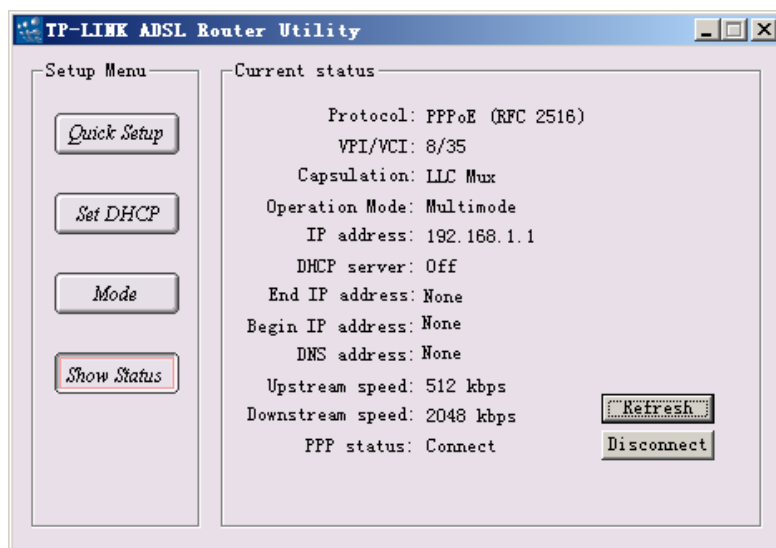 TP-LINK ADSL Router Utility
Setup Menu
Quick Setup
Set DHCP
Mode
Show Status
Current status
Protocol: PPPoE (RFC 2516)
VPI/VCI: 8/35
Capsulation: LLC Mux
Operation Mode: Multimode
IP address: 192.168.1.1
DHCP server: Off
End IP address: None
Begin IP address: None
DNS address: None
Upstream speed: 512 kbps
Downstream speed: 2048 kbps
PPP status: Connect
Refresh
Disconnect